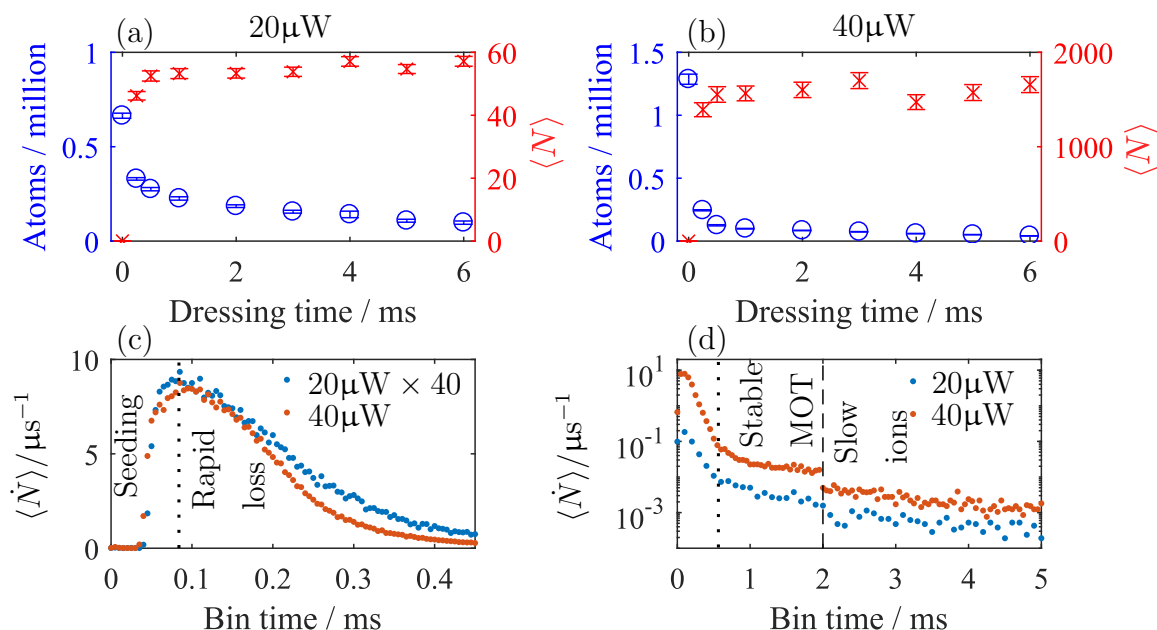 (a) 20µW
1
0.5
0
Atoms / million
60
40
20
0
⟨N⟩
0 2 4 6
Dressing time / ms
(b) 40µW
1.5
1
0.5
0
Atoms / million
2000
1000
0
⟨N⟩
0 2 4 6
Dressing time / ms
(c)
10
5
0
⟨Ṅ⟩/µs⁻¹
Seeding
Rapid
loss
20µW × 40
40µW
0 0.1 0.2 0.3 0.4
Bin time / ms
(d)
10¹
10⁻¹
10⁻³
⟨Ṅ⟩/µs⁻¹
Stable
MOT
Slow
ions
20µW
40µW
0 1 2 3 4 5
Bin time / ms